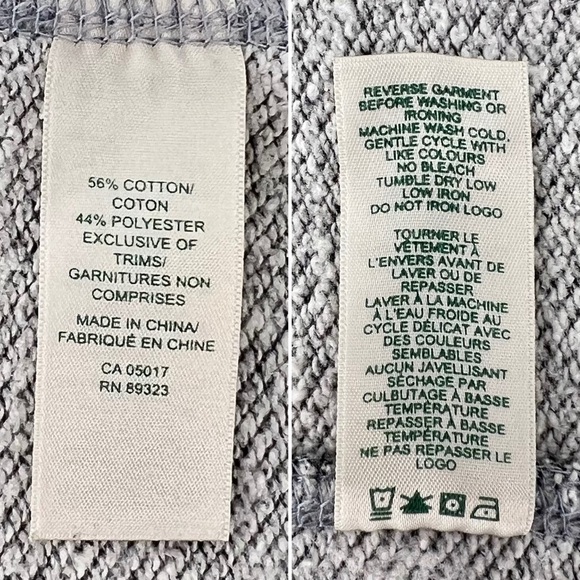 56% COTTON/
COTON
44% POLYESTER
EXCLUSIVE OF
TRIMS/
GARNITURES NON
COMPRISES
MADE IN CHINA/
FABRIQUÉ EN CHINE
CA 05017
RN 89323
REVERSE GARMENT
BEFORE WASHING OR
IRONING
MACHINE WASH COLD,
GENTLE CYCLE WITH
LIKE COLOURS
NO BLEACH
TUMBLE DRY LOW
LOW IRON
DO NOT IRON LOGO
TOURNER LE
VÊTEMENT À
L'ENVERS AVANT DE
LAVER OU DE
REPASSER
LAVER À LA MACHINE
À L'EAU FROIDE AU
CYCLE DÉLICAT AVEC
DES COULEURS
SEMBLABLES
AUCUN JAVELLISANT
SÉCHAGE PAR
CULBUTAGE À BASSE
TEMPÉRATURE
REPASSER À BASSE
TEMPÉRATURE
NE PAS REPASSER LE
LOGO